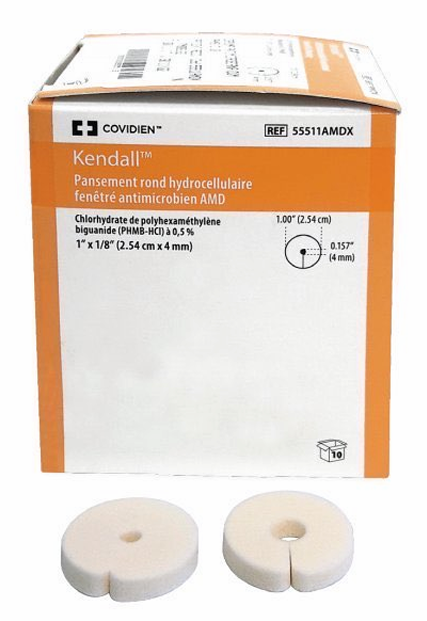 COVIDIEN™
REF 55511AMDX
Kendall™
Pansement rond hydrocellulaire
fenêtré antimicrobien AMD
Chlorhydrate de polyhexaméthylène
biguanide (PHMB-HCl) à 0,5 %
1" x 1/8" (2.54 cm x 4 mm)
1.00" (2.54 cm)
0.157"
(4 mm)
10